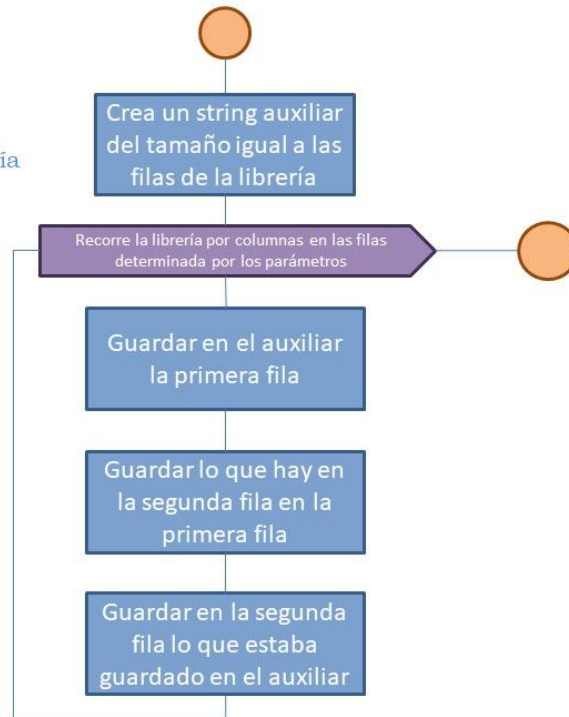 Crea un string auxiliar
del tamaño igual a las
filas de la librería
ía
Recorre la librería por columnas en las filas
determinada por los parámetros
Guardar en el auxiliar
la primera fila
Guardar lo que hay en
la segunda fila en la
primera fila
Guardar en la segunda
fila lo que estaba
guardado en el auxiliar